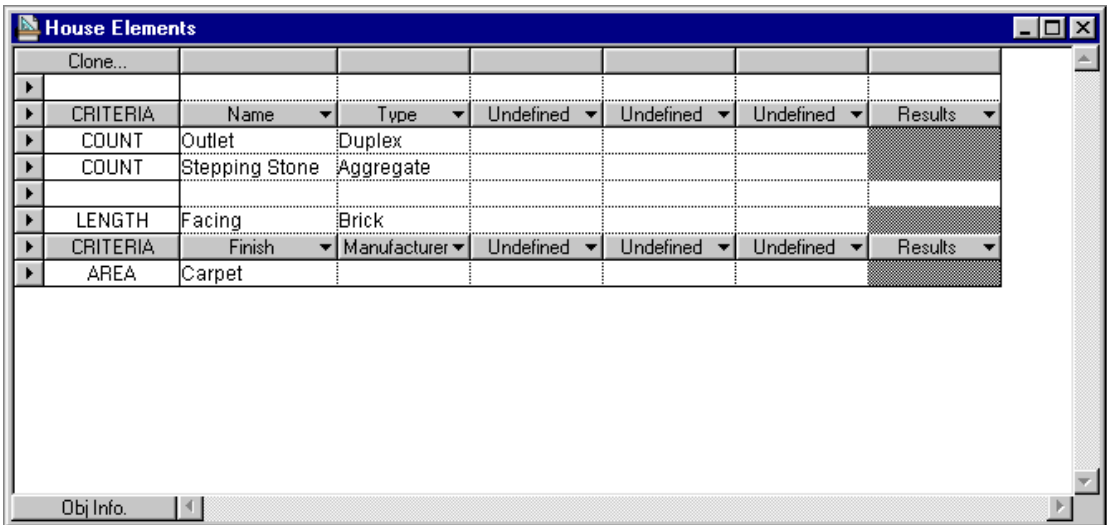 House Elements
Clone...
CRITERIA Name Type Undefined Undefined Undefined Results
COUNT Outlet Duplex
COUNT Stepping Stone Aggregate
LENGTH Facing Brick
CRITERIA Finish Manufacturer Undefined Undefined Undefined Results
AREA Carpet
Obj Info.